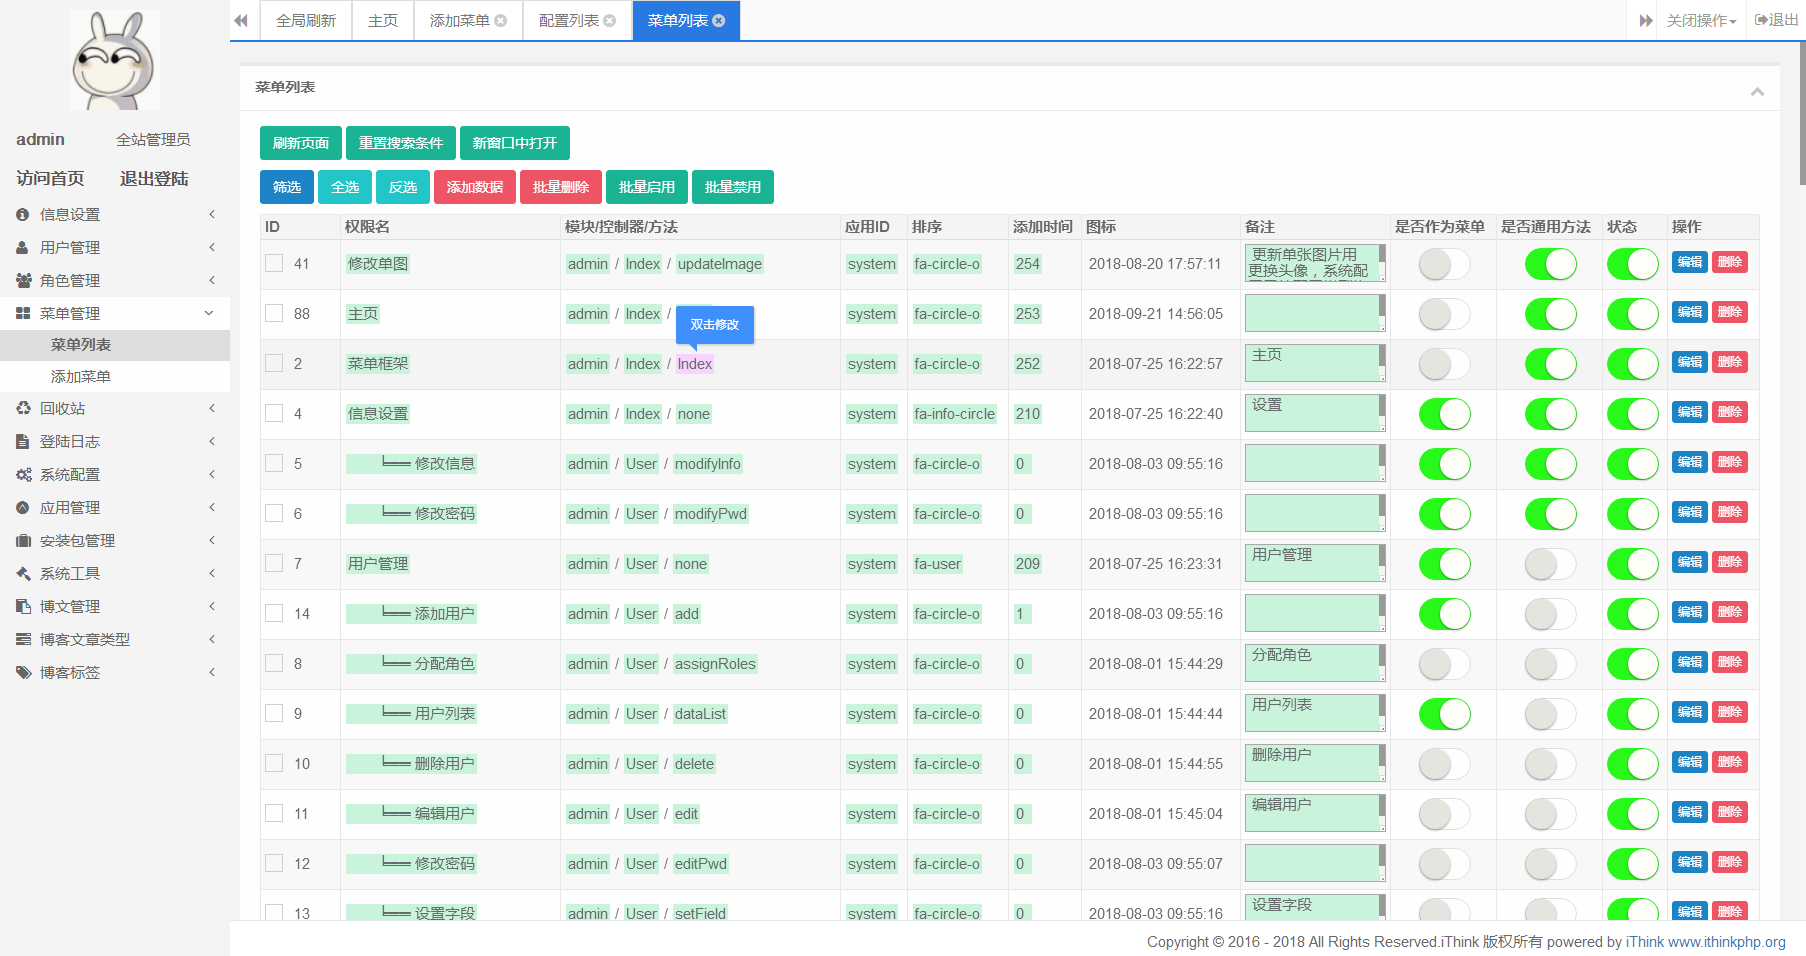 全局刷新 主页 添加菜单 配置列表 菜单列表 关闭操作 退出
admin 全站管理员
访问首页 退出登陆
信息设置
用户管理
角色管理
菜单管理
菜单列表
添加菜单
回收站
登陆日志
系统配置
应用管理
安装包管理
系统工具
博文管理
博客文章类型
博客标签
菜单列表
刷新页面 重置搜索条件 新窗口中打开
筛选 全选 反选 添加数据 批量删除 批量启用 批量禁用
ID 权限名 模块/控制器/方法 应用ID 排序 添加时间 图标 备注 是否作为菜单 是否通用方法 状态 操作
41 修改单图 admin / Index / updateImage system fa-circle-o 254 2018-08-20 17:57:11 更新单张图片用 编辑 删除
更换头像，系统配
88 主页 admin / Index / system fa-circle-o 253 2018-09-21 14:56:05 编辑 删除
双击修改
2 菜单框架 admin / Index / Index system fa-circle-o 252 2018-07-25 16:22:57 主页 编辑 删除
4 信息设置 admin / Index / none system fa-info-circle 210 2018-07-25 16:22:40 设置 编辑 删除
5 ╘══ 修改信息 admin / User / modifyInfo system fa-circle-o 0 2018-08-03 09:55:16 编辑 删除
6 ╘══ 修改密码 admin / User / modifyPwd system fa-circle-o 0 2018-08-03 09:55:16 编辑 删除
7 用户管理 admin / User / none system fa-user 209 2018-07-25 16:23:31 用户管理 编辑 删除
14 ╘══ 添加用户 admin / User / add system fa-circle-o 1 2018-08-03 09:55:16 编辑 删除
8 ╘══ 分配角色 admin / User / assignRoles system fa-circle-o 0 2018-08-01 15:44:29 分配角色 编辑 删除
9 ╘══ 用户列表 admin / User / dataList system fa-circle-o 0 2018-08-01 15:44:44 用户列表 编辑 删除
10 ╘══ 删除用户 admin / User / delete system fa-circle-o 0 2018-08-01 15:44:55 删除用户 编辑 删除
11 ╘══ 编辑用户 admin / User / edit system fa-circle-o 0 2018-08-01 15:45:04 编辑用户 编辑 删除
12 ╘══ 修改密码 admin / User / editPwd system fa-circle-o 0 2018-08-03 09:55:07 编辑 删除
13 ╘══ 设置字段 admin / User / setField system fa-circle-o 0 2018-08-03 09:55:16 设置字段 编辑 删除
Copyright © 2016 - 2018 All Rights Reserved.iThink 版权所有 powered by iThink www.ithinkphp.org